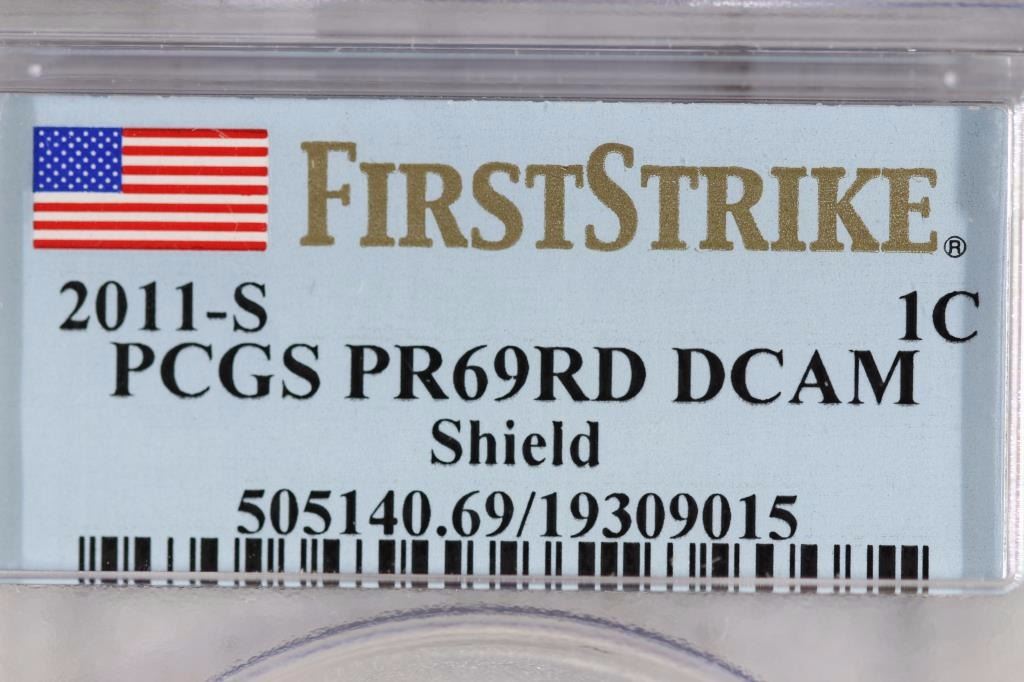 FIRSTSTRIKE®
2011-S 1C
PCGS PR69RD DCAM
Shield
505140.69/19309015